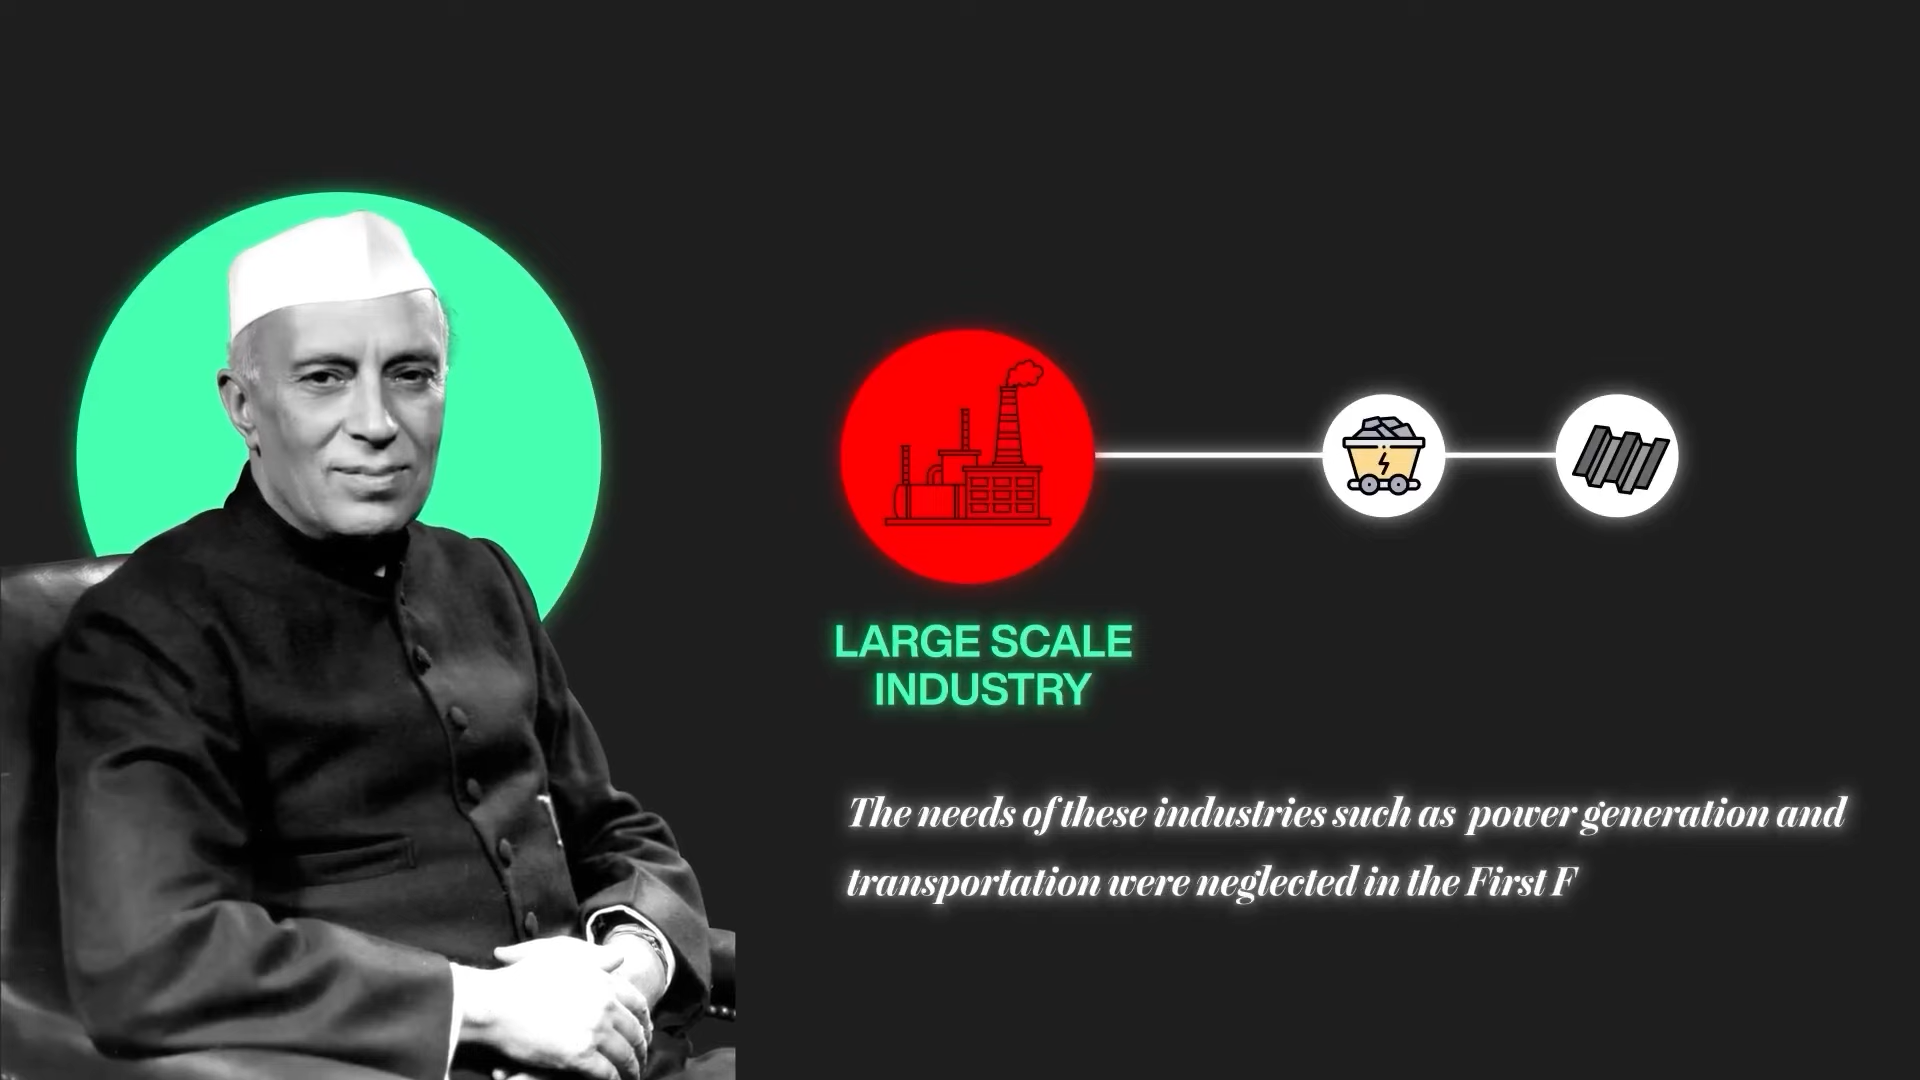 LARGE SCALE
INDUSTRY
The needs of these industries such as power generation and
transportation were neglected in the First F